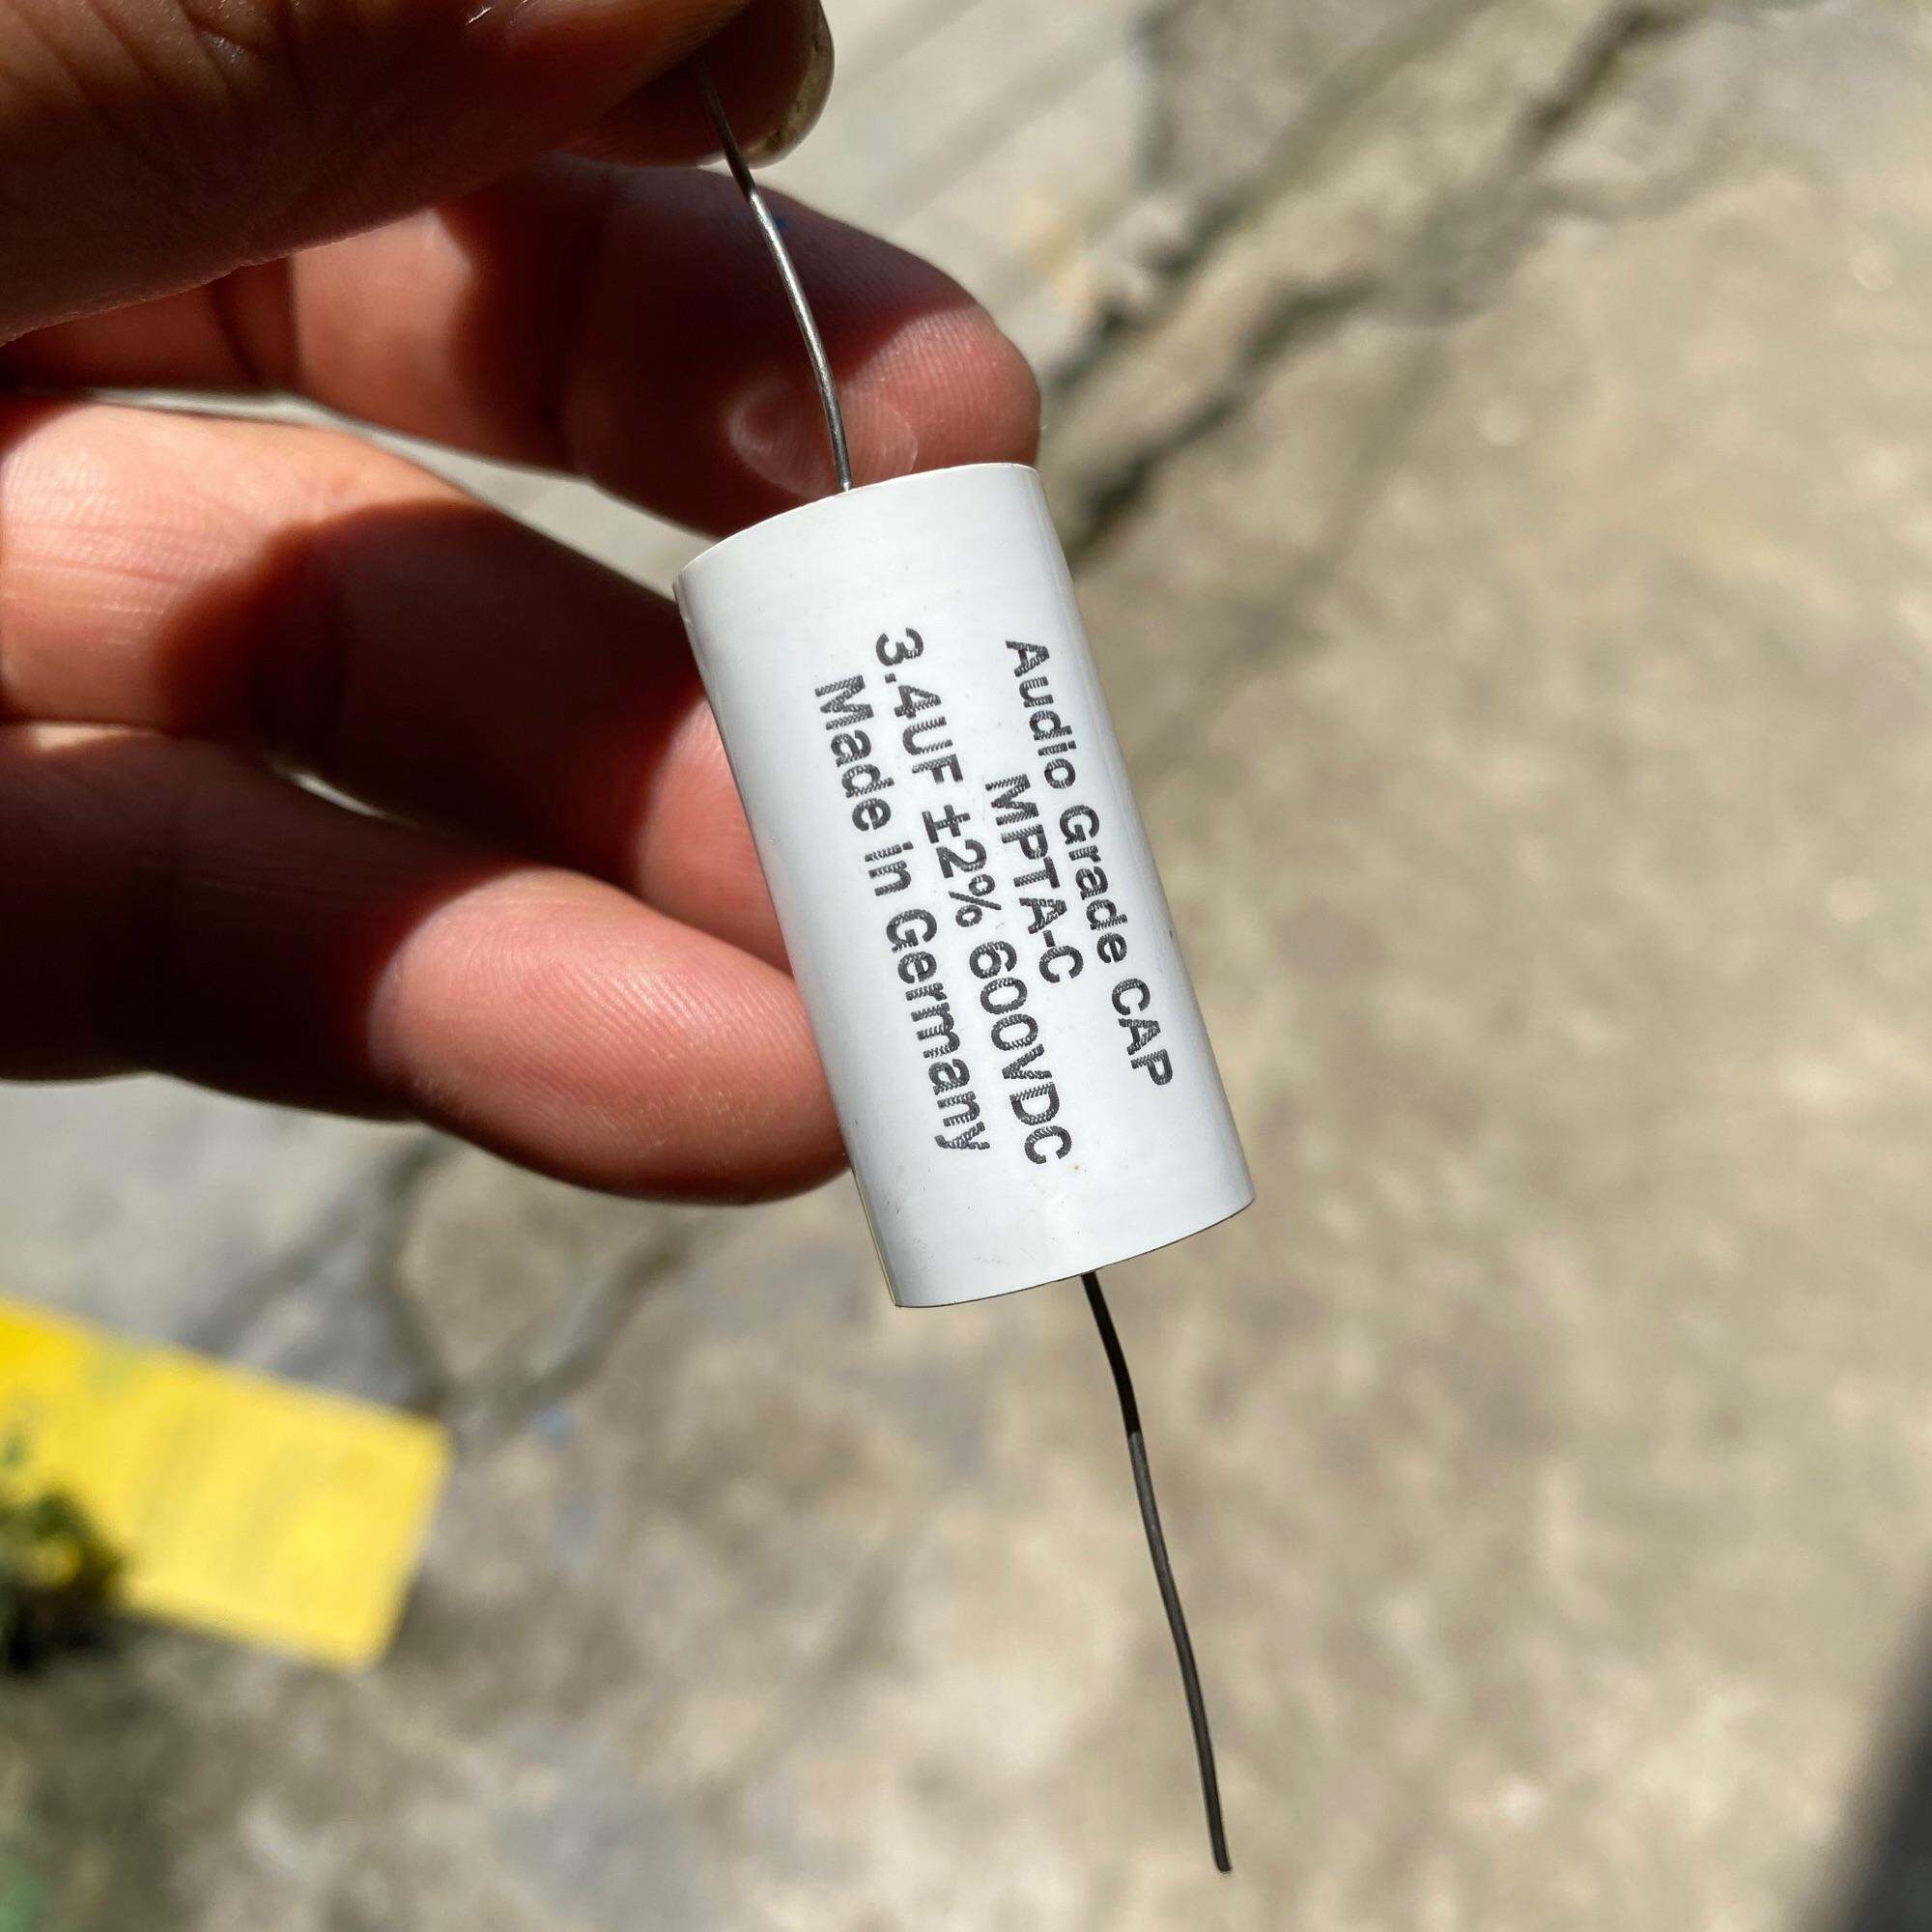 Audio Grade CAP
MPTA-C
3.4UF ±2% 600VDC
Made in Germany